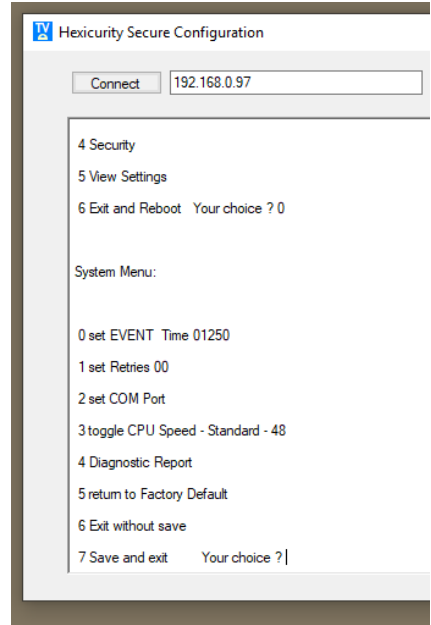 TV
Hexicurity Secure Configuration
Connect 192.168.0.97
4 Security
5 View Settings
6 Exit and Reboot   Your choice ? 0
System Menu:
0 set EVENT  Time 01250
1 set Retries 00
2 set COM Port
3 toggle CPU Speed - Standard - 48
4 Diagnostic Report
5 return to Factory Default
6 Exit without save
7 Save and exit      Your choice ?